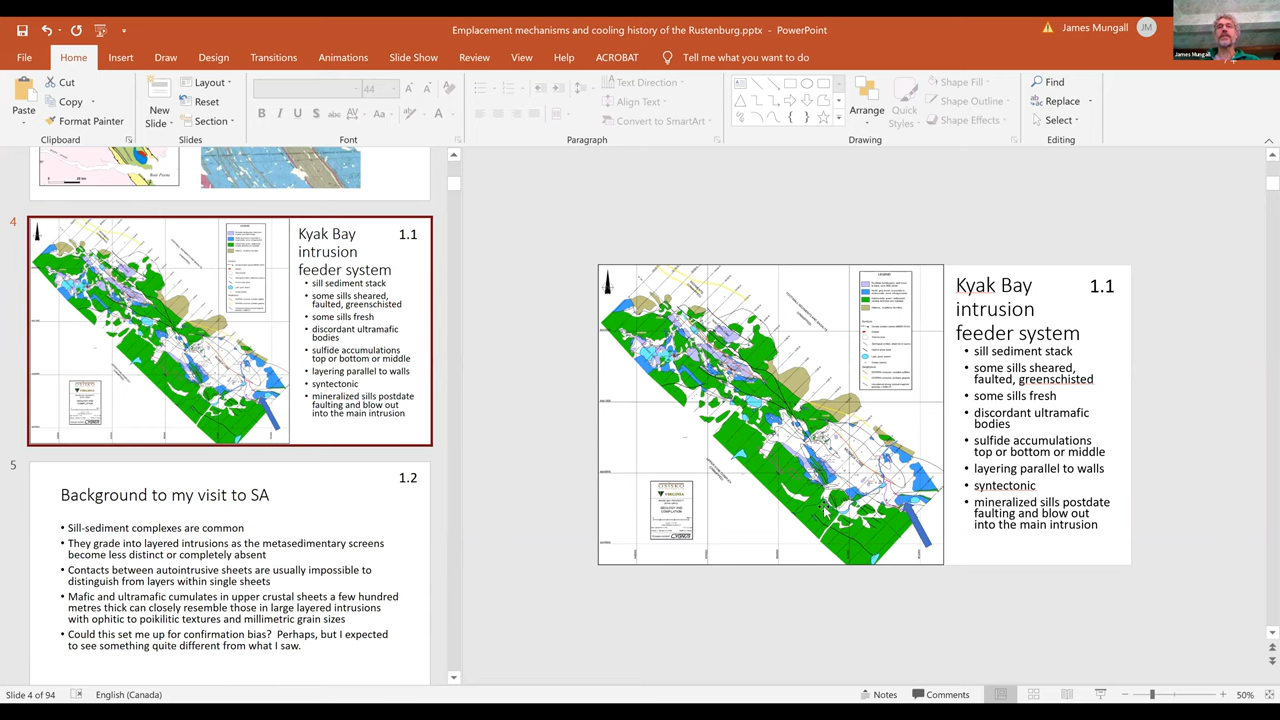 Emplacement mechanisms and cooling history of the Rustenburg.pptx - PowerPoint
James Mungall
JM
James Mungall
File
Home
Insert
Draw
Design
Transitions
Animations
Slide Show
Review
View
Help
ACROBAT
Tell me what you want to do
Paste
Cut
Copy
Format Painter
Clipboard
New
Slide
Layout
Reset
Section
Slides
44
Font
Text Direction
Align Text
Convert to SmartArt
Paragraph
Arrange
Quick
Styles
Shape Fill
Shape Outline
Shape Effects
Drawing
Find
Replace
Select
Editing
4
Kyak Bay
intrusion
feeder system
1.1
• sill sediment stack
• some sills sheared,
faulted, greenschisted
• some sills fresh
• discordant ultramafic
bodies
• sulfide accumulations
top or bottom or middle
• layering parallel to walls
• syntectonic
• mineralized sills postdate
faulting and blow out
into the main intrusion
5
1.2
Background to my visit to SA
• Sill-sediment complexes are common
• They grade into layered intrusions as the metasedimentary screens
become less distinct or completely absent
• Contacts between autointrusive sheets are usually impossible to
distinguish from layers within single sheets
• Mafic and ultramafic cumulates in upper crustal sheets a few hundred
metres thick can closely resemble those in large layered intrusions
with ophitic to poikilitic textures and millimetric grain sizes
• Could this set me up for confirmation bias? Perhaps, but I expected
to see something quite different from what I saw.
Kyak Bay
intrusion
feeder system
1.1
• sill sediment stack
• some sills sheared,
faulted, greenschisted
• some sills fresh
• discordant ultramafic
bodies
• sulfide accumulations
top or bottom or middle
• layering parallel to walls
• syntectonic
• mineralized sills postdate
faulting and blow out
into the main intrusion
OSISKO
VIRGINIA
Slide 4 of 94
English (Canada)
Notes
Comments
50%